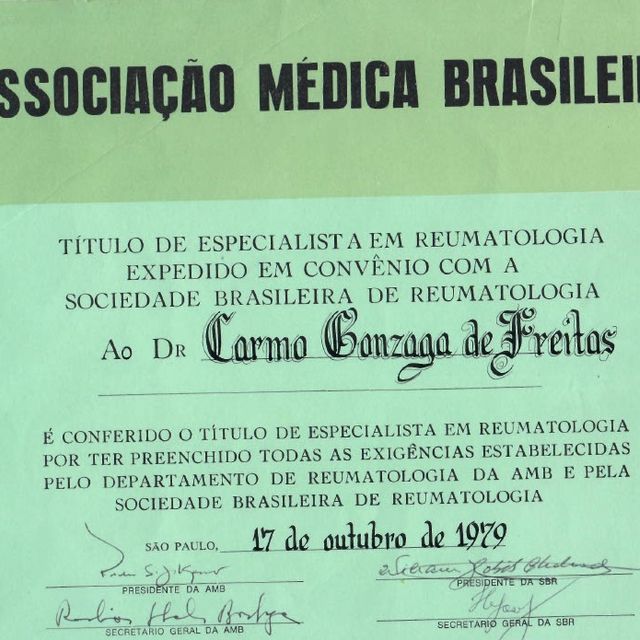 SSOCIAÇÃO MÉDICA BRASILEI
TÍTULO DE ESPECIALISTA EM REUMATOLOGIA
EXPEDIDO EM CONVÊNIO COM A
SOCIEDADE BRASILEIRA DE REUMATOLOGIA
Ao Dr Carmo Gonzaga de Freitas
É CONFERIDO O TÍTULO DE ESPECIALISTA EM REUMATOLOGIA
POR TER PREENCHIDO TODAS AS EXIGÊNCIAS ESTABELECIDAS
PELO DEPARTAMENTO DE REUMATOLOGIA DA AMB E PELA
SOCIEDADE BRASILEIRA DE REUMATOLOGIA
SÃO PAULO, 17 de outubro de 1979
PRESIDENTE DA AMB
PRESIDENTE DA SBR
SECRETARIO GERAL DA AMB
SECRETARIO GERAL DA SBR